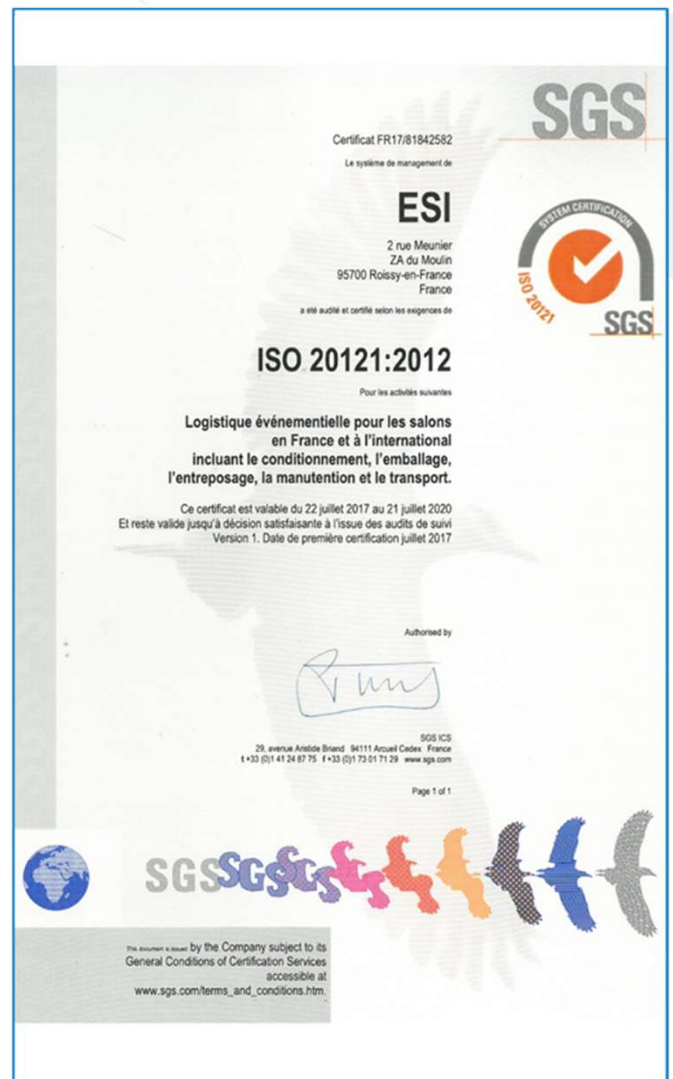 SGS
Certificat FR17/81842582
Le système de management de
ESI
2 rue Meunier
ZA du Moulin
95700 Roissy-en-France
France
a été audité et certifié selon les exigences de
SYSTEM CERTIFICATION
ISO 20121
SGS
ISO 20121:2012
Pour les activités suivantes
Logistique événementielle pour les salons
en France et à l'international
incluant le conditionnement, l'emballage,
l'entreposage, la manutention et le transport.
Ce certificat est valable du 22 juillet 2017 au 21 juillet 2020
Et reste valide jusqu'à décision satisfaisante à l'issue des audits de suivi
Version 1. Date de première certification juillet 2017
Authorised by
SGS ICS
29, avenue Aristide Briand 94111 Arcueil Cedex France
t +33 (0)1 41 24 87 75 f +33 (0)1 73 01 71 29 www.sgs.com
Page 1 of 1
SGSSGSSGS
This document is issued by the Company subject to its
General Conditions of Certification Services
accessible at
www.sgs.com/terms_and_conditions.htm.